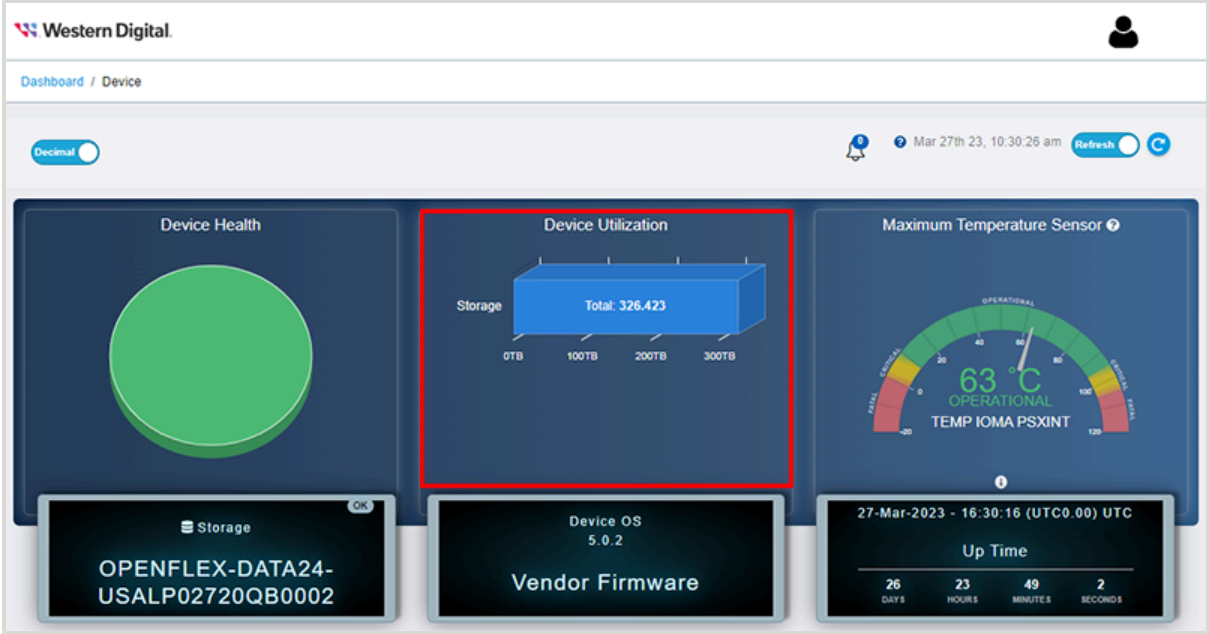 Western Digital.
Dashboard / Device
Decimal
0
Mar 27th 23, 10:30:26 am
Refresh
Device Health
Device Utilization
Storage
Total: 326.423
0TB 100TB 200TB 300TB
Maximum Temperature Sensor
FATAL CRITICAL OPERATIONAL CRITICAL FATAL
-20 0 20 40 60 80 100 120
63 °C
OPERATIONAL
TEMP IOMA PSXINT
OK
Storage
OPENFLEX-DATA24-
USALP02720QB0002
Device OS
5.0.2
Vendor Firmware
27-Mar-2023 - 16:30:16 (UTC0.00) UTC
Up Time
26 23 49 2
DAYS HOURS MINUTES SECONDS